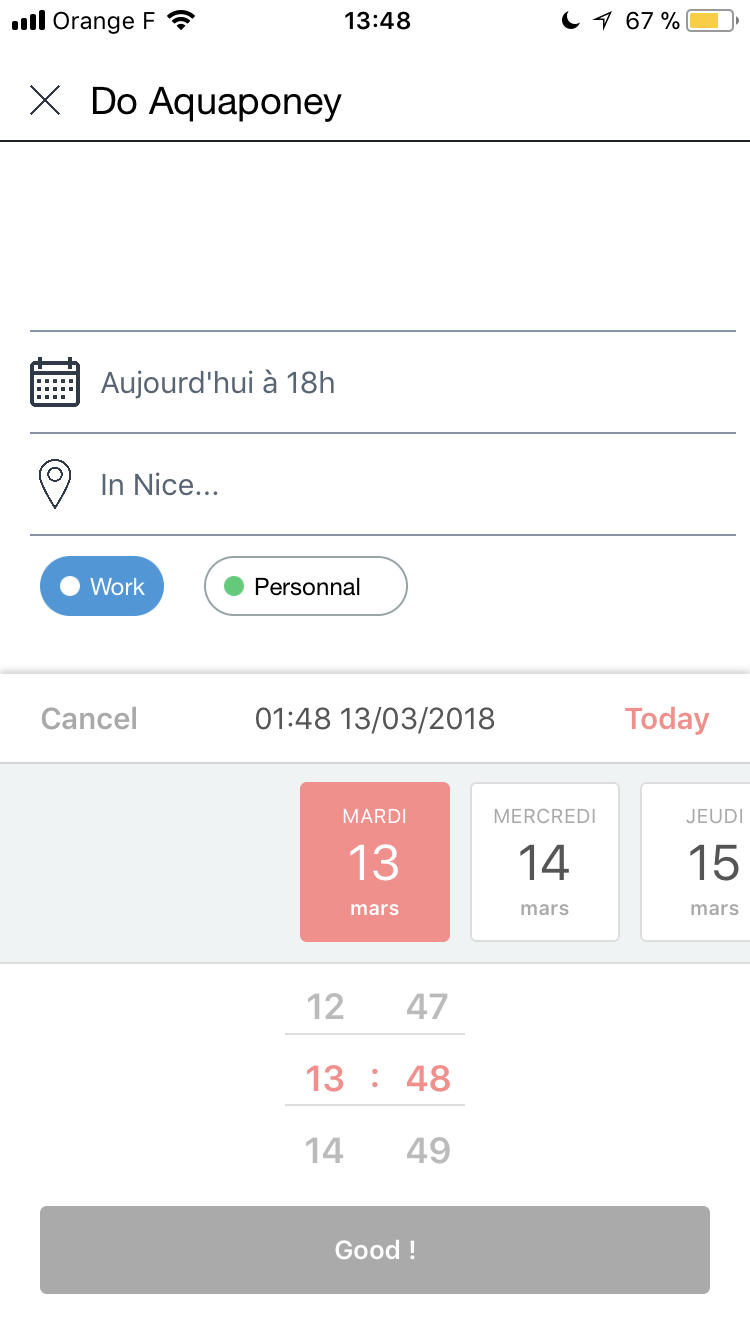 Orange F 13:48 67 %
Do Aquaponey
Aujourd'hui à 18h
In Nice...
Work Personnal
Cancel 01:48 13/03/2018 Today
MARDI MERCREDI JEUDI
13 14 15
mars mars mars
12 47
13 : 48
14 49
Good !